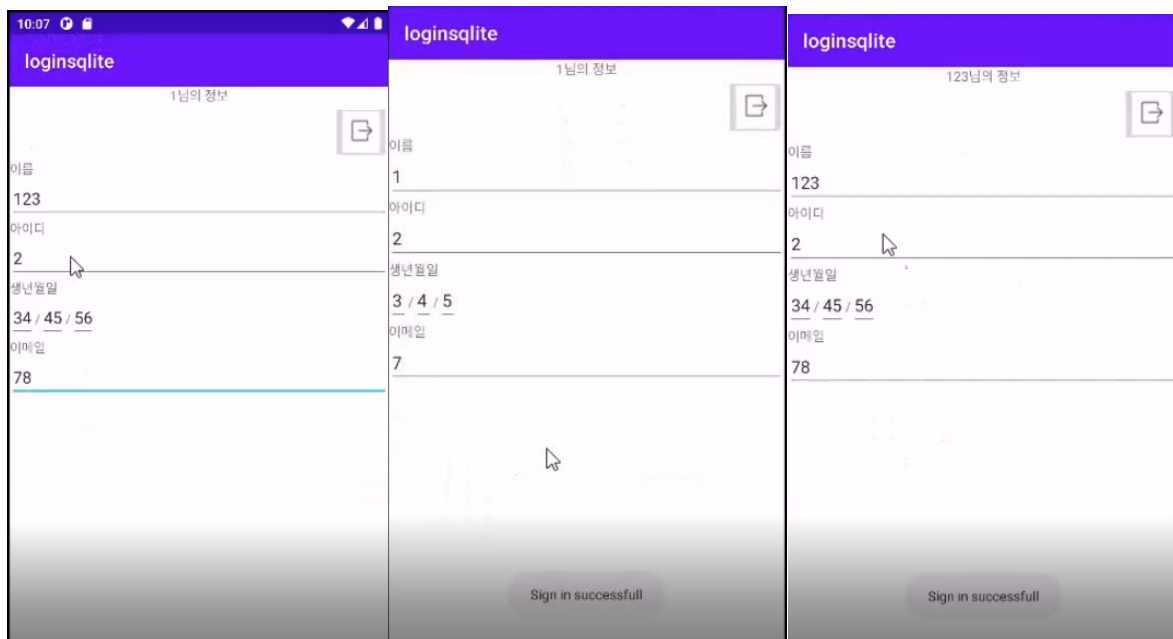 10:07
loginsqlite
1님의 정보
이름
123
아이디
2
생년월일
34 / 45 / 56
이메일
78
loginsqlite
1님의 정보
이름
1
아이디
2
생년월일
3 / 4 / 5
이메일
7
Sign in successfull
loginsqlite
123님의 정보
이름
123
아이디
2
생년월일
34 / 45 / 56
이메일
78
Sign in successfull